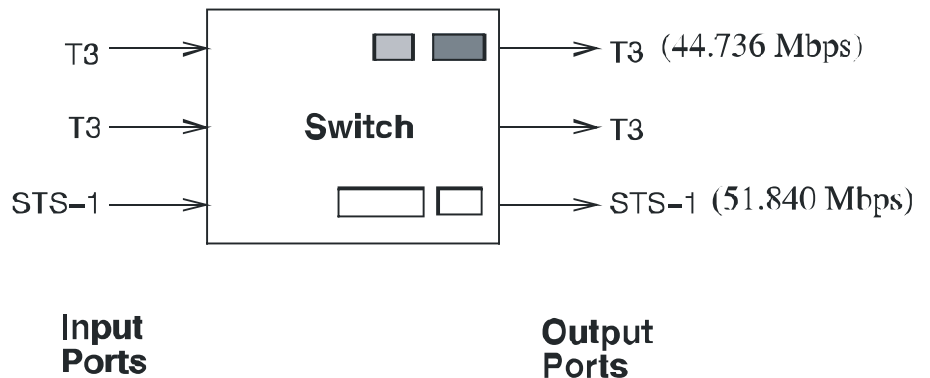 T3
T3 (44.736 Mbps)
T3
Switch
T3
STS-1
STS-1 (51.840 Mbps)
Input
Ports
Output
Ports